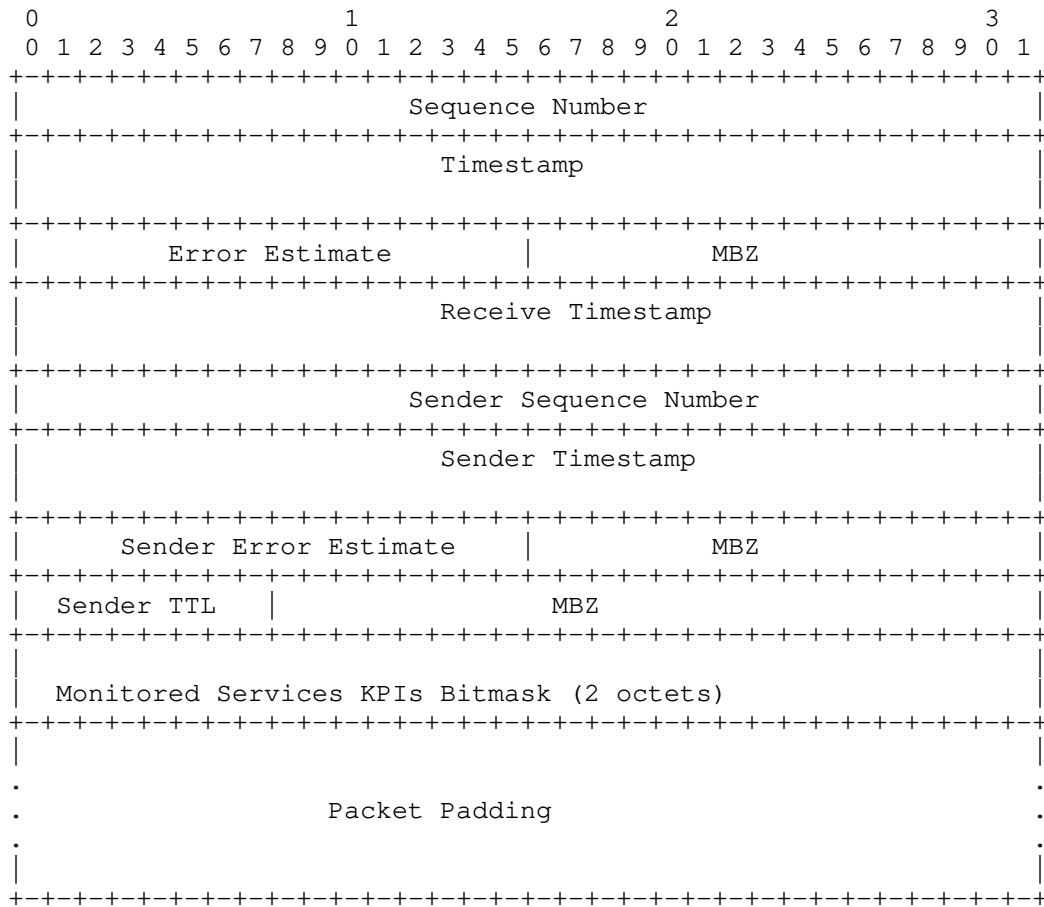 0                   1                   2                   3
 0 1 2 3 4 5 6 7 8 9 0 1 2 3 4 5 6 7 8 9 0 1 2 3 4 5 6 7 8 9 0 1
+-+-+-+-+-+-+-+-+-+-+-+-+-+-+-+-+-+-+-+-+-+-+-+-+-+-+-+-+-+-+-+-+
|                        Sequence Number                        |
+-+-+-+-+-+-+-+-+-+-+-+-+-+-+-+-+-+-+-+-+-+-+-+-+-+-+-+-+-+-+-+-+
|                          Timestamp                            |
|                                                               |
+-+-+-+-+-+-+-+-+-+-+-+-+-+-+-+-+-+-+-+-+-+-+-+-+-+-+-+-+-+-+-+-+
|         Error Estimate        |           MBZ                 |
+-+-+-+-+-+-+-+-+-+-+-+-+-+-+-+-+-+-+-+-+-+-+-+-+-+-+-+-+-+-+-+-+
|                          Receive Timestamp                    |
|                                                               |
+-+-+-+-+-+-+-+-+-+-+-+-+-+-+-+-+-+-+-+-+-+-+-+-+-+-+-+-+-+-+-+-+
|                        Sender Sequence Number                 |
+-+-+-+-+-+-+-+-+-+-+-+-+-+-+-+-+-+-+-+-+-+-+-+-+-+-+-+-+-+-+-+-+
|                          Sender Timestamp                     |
|                                                               |
+-+-+-+-+-+-+-+-+-+-+-+-+-+-+-+-+-+-+-+-+-+-+-+-+-+-+-+-+-+-+-+-+
|      Sender Error Estimate    |           MBZ                 |
+-+-+-+-+-+-+-+-+-+-+-+-+-+-+-+-+-+-+-+-+-+-+-+-+-+-+-+-+-+-+-+-+
|  Sender TTL   |                 MBZ                           |
+-+-+-+-+-+-+-+-+-+-+-+-+-+-+-+-+-+-+-+-+-+-+-+-+-+-+-+-+-+-+-+-+
|                                                               |
|  Monitored Services KPIs Bitmask (2 octets)                   |
+-+-+-+-+-+-+-+-+-+-+-+-+-+-+-+-+-+-+-+-+-+-+-+-+-+-+-+-+-+-+-+-+
|                                                               |
.                                                               .
.                   Packet Padding                              .
.                                                               .
|                                                               |
+-+-+-+-+-+-+-+-+-+-+-+-+-+-+-+-+-+-+-+-+-+-+-+-+-+-+-+-+-+-+-+-+